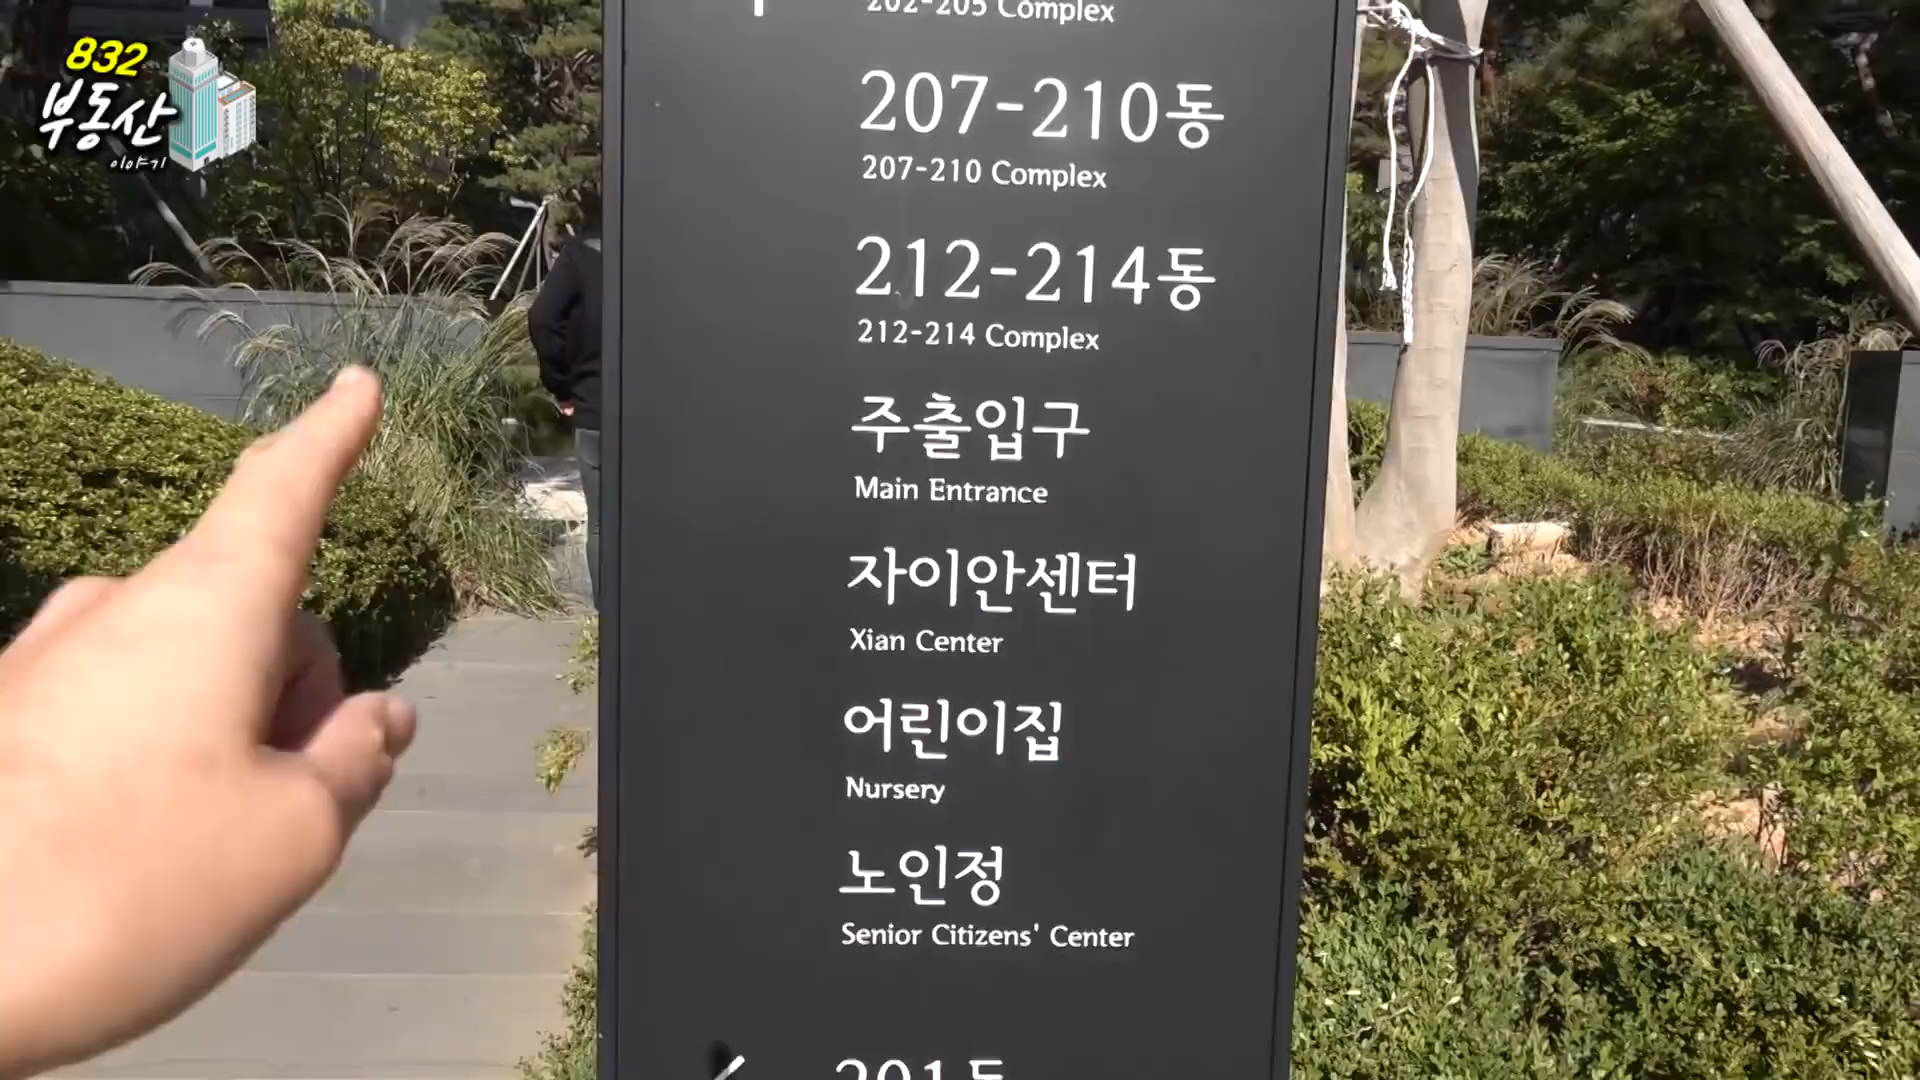 832
부동산
이야기
202-205 Complex
207-210동
207-210 Complex
212-214동
212-214 Complex
주출입구
Main Entrance
자이안센터
Xian Center
어린이집
Nursery
노인정
Senior Citizens' Center
201동